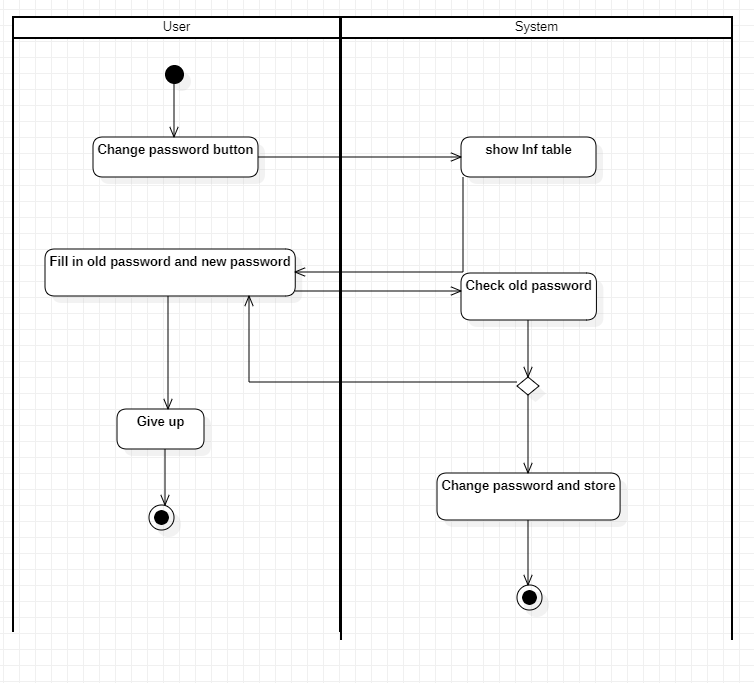 User
System
Change password button
show Inf table
Fill in old password and new password
Check old password
Give up
Change password and store